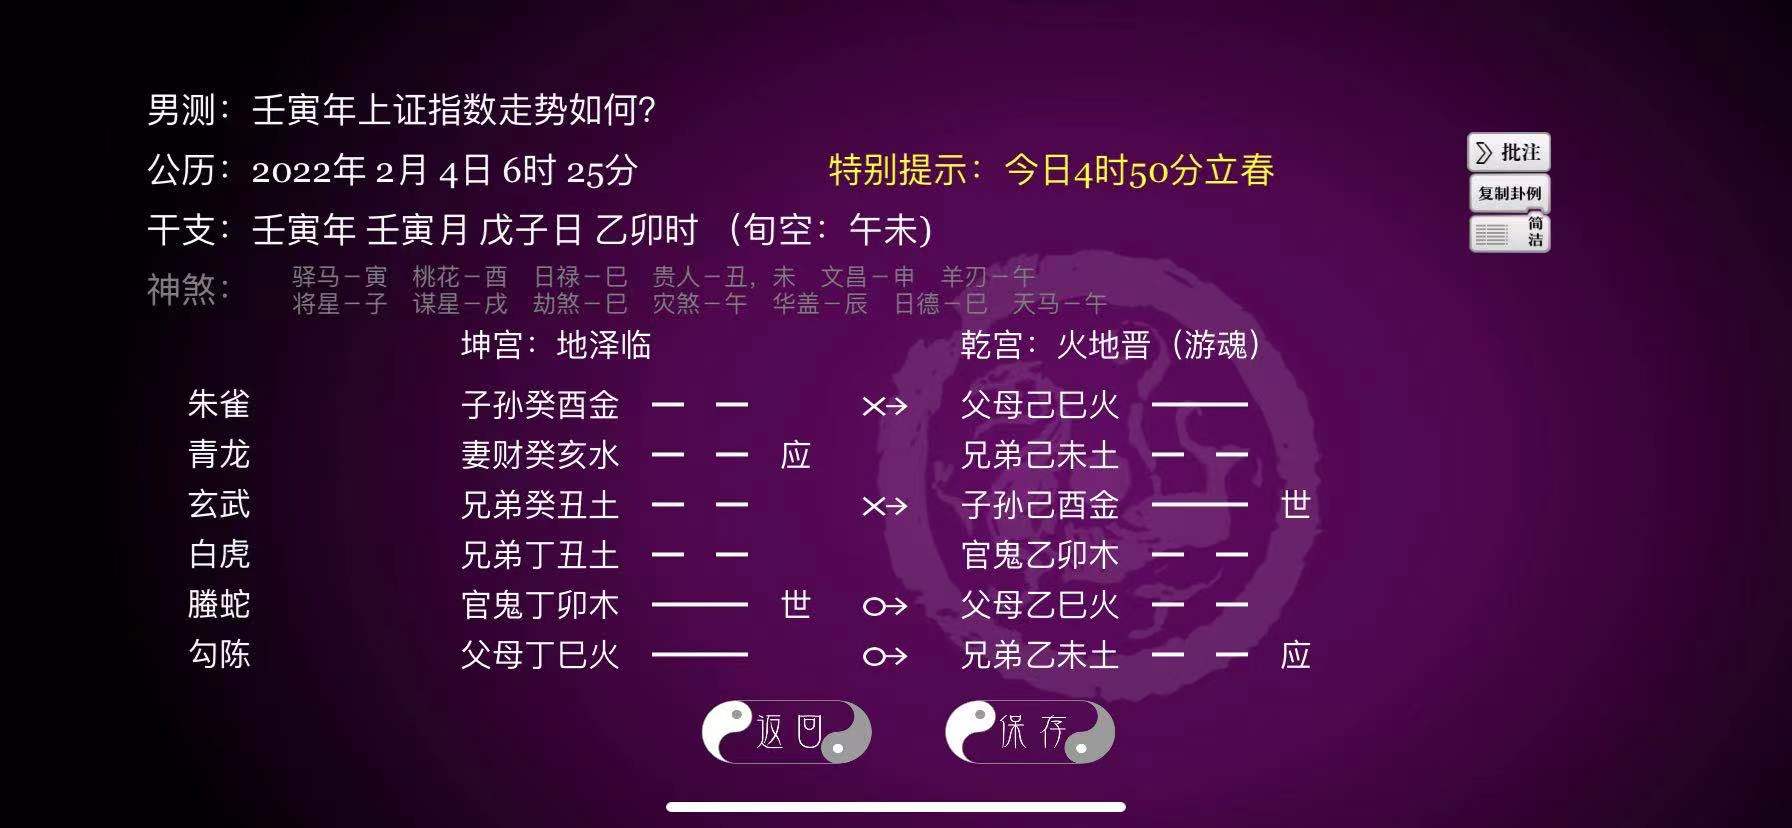 男测：壬寅年上证指数走势如何？
公历：2022年 2月 4日 6时 25分 特别提示：今日4时50分立春
批注
复制卦例
简洁
干支：壬寅年 壬寅月 戊子日 乙卯时 （旬空：午未）
神煞： 驿马－寅 桃花－酉 日禄－巳 贵人－丑，未 文昌－申 羊刃－午
将星－子 谋星－戌 劫煞－巳 灾煞－午 华盖－辰 日德－巳 天马－午
坤宫：地泽临 乾宫：火地晋（游魂）
朱雀 子孙癸酉金 ×→ 父母己巳火
青龙 妻财癸亥水 应 兄弟己未土
玄武 兄弟癸丑土 ×→ 子孙己酉金 世
白虎 兄弟丁丑土 官鬼乙卯木
螣蛇 官鬼丁卯木 世 ○→ 父母乙巳火
勾陈 父母丁巳火 ○→ 兄弟乙未土 应
返回 保存